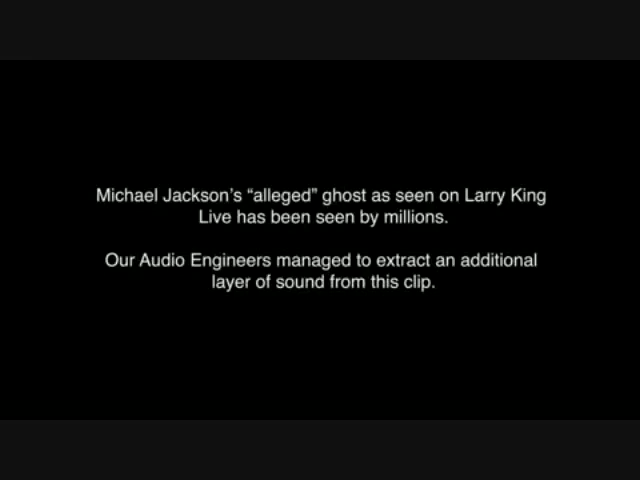 Michael Jackson's “alleged” ghost as seen on Larry King
Live has been seen by millions.
Our Audio Engineers managed to extract an additional
layer of sound from this clip.